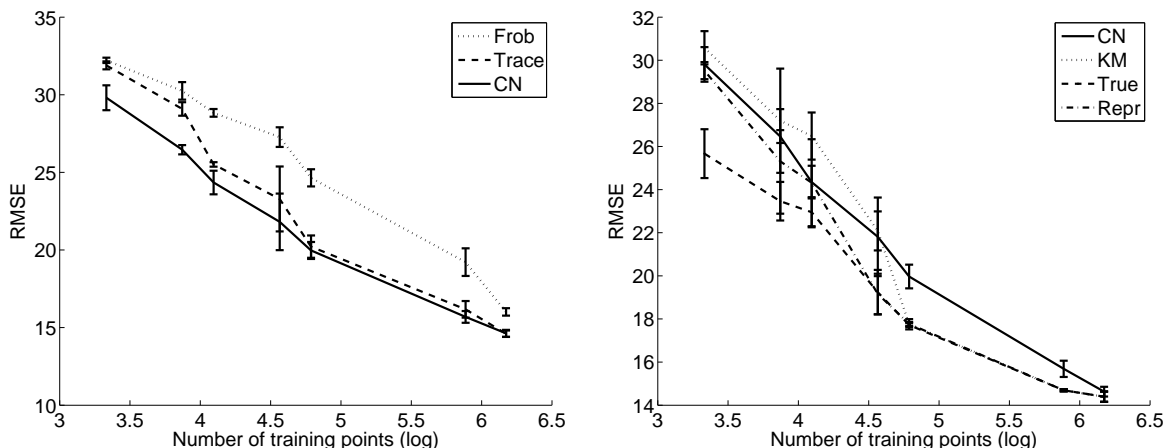 35
30
25
20
15
10
RMSE
3
3.5
4
4.5
5
5.5
6
6.5
Number of training points (log)
Frob
Trace
CN
32
30
28
26
24
22
20
18
16
14
RMSE
3
3.5
4
4.5
5
5.5
6
6.5
Number of training points (log)
CN
KM
True
Repr